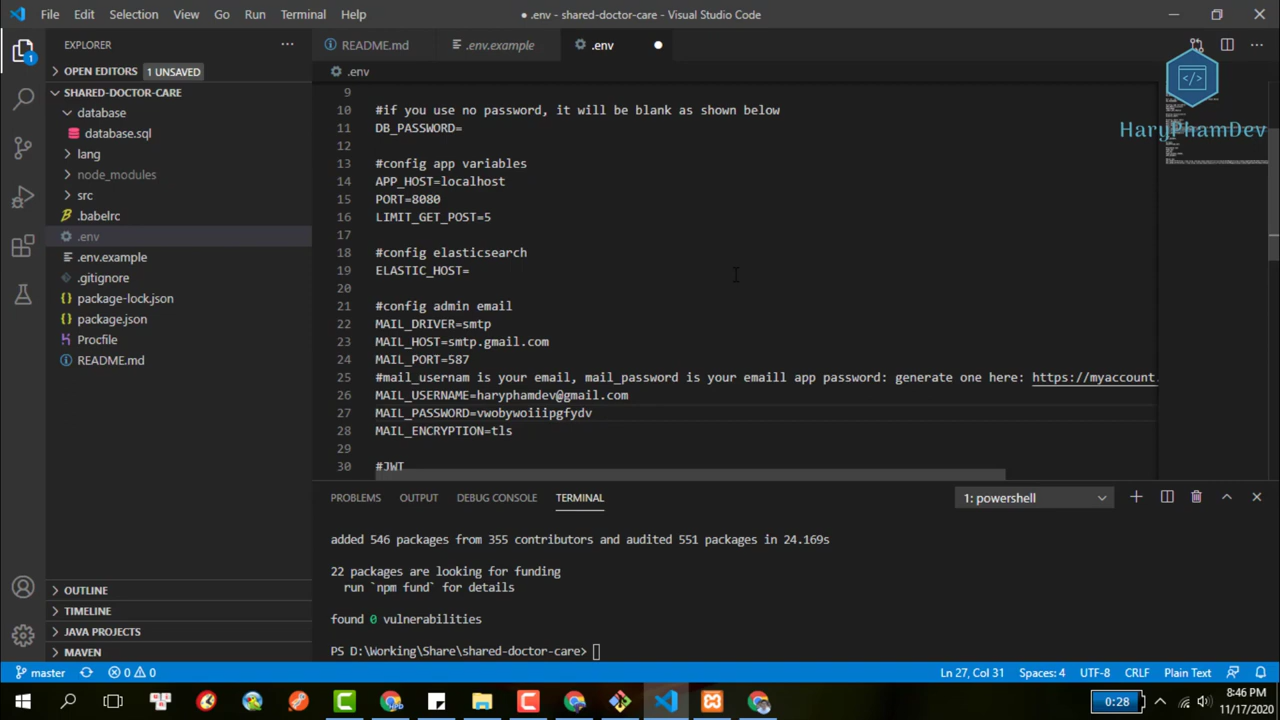 File Edit Selection View Go Run Terminal Help
● .env - shared-doctor-care - Visual Studio Code
EXPLORER
README.md
.env.example
.env
OPEN EDITORS 1 UNSAVED
.env
SHARED-DOCTOR-CARE
database
database.sql
lang
node_modules
src
.babelrc
.env
.env.example
.gitignore
package-lock.json
package.json
Procfile
README.md
OUTLINE
TIMELINE
JAVA PROJECTS
MAVEN
HaryPhamDev
9
10 #if you use no password, it will be blank as shown below
11 DB_PASSWORD=
12
13 #config app variables
14 APP_HOST=localhost
15 PORT=8080
16 LIMIT_GET_POST=5
17
18 #config elasticsearch
19 ELASTIC_HOST=
20
21 #config admin email
22 MAIL_DRIVER=smtp
23 MAIL_HOST=smtp.gmail.com
24 MAIL_PORT=587
25 #mail_usernam is your email, mail_password is your emaill app password: generate one here: https://myaccount.
26 MAIL_USERNAME=haryphamdev@gmail.com
27 MAIL_PASSWORD=vwobywoiiipgfydv
28 MAIL_ENCRYPTION=tls
29
30 #JWT
PROBLEMS OUTPUT DEBUG CONSOLE TERMINAL
1: powershell
added 546 packages from 355 contributors and audited 551 packages in 24.169s
22 packages are looking for funding
run `npm fund` for details
found 0 vulnerabilities
PS D:\Working\Share\shared-doctor-care>
master 0 0
Ln 27, Col 31 Spaces: 4 UTF-8 CRLF Plain Text
0:28
8:46 PM
11/17/2020